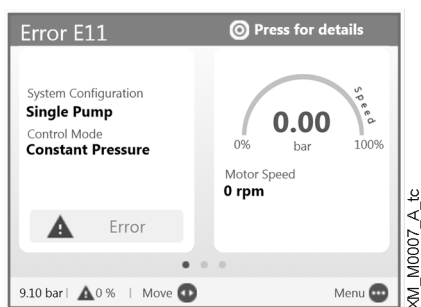 Error E11
Press for details
System Configuration
Single Pump
Control Mode
Constant Pressure
Error
Speed
0.00
0%
bar
100%
Motor Speed
0 rpm
9.10 bar | 0 % | Move
Menu
XM_M0007_A_tc